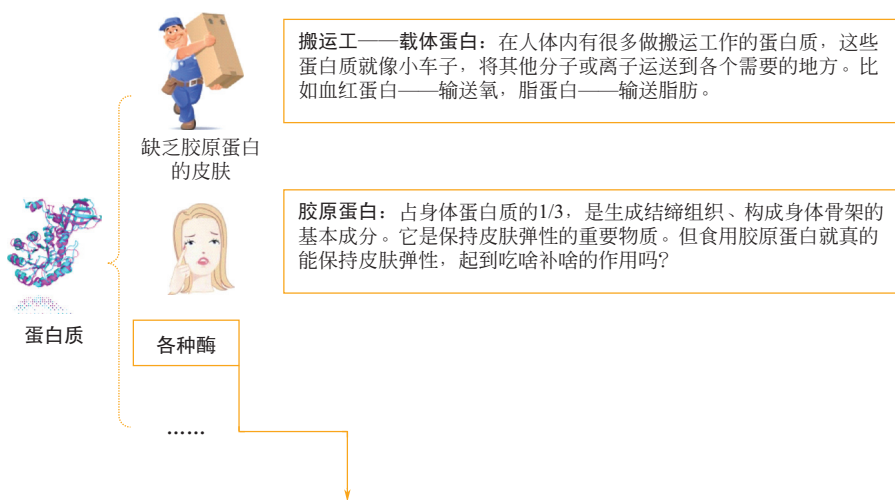 搬运工——载体蛋白：在人体内有很多做搬运工作的蛋白质，这些
蛋白质就像小车子，将其他分子或离子运送到各个需要的地方。比
如血红蛋白——输送氧，脂蛋白——输送脂肪。
缺乏胶原蛋白
的皮肤
胶原蛋白：占身体蛋白质的1/3，是生成结缔组织、构成身体骨架的
基本成分。它是保持皮肤弹性的重要物质。但食用胶原蛋白就真的
能保持皮肤弹性，起到吃啥补啥的作用吗？
蛋白质
各种酶
……